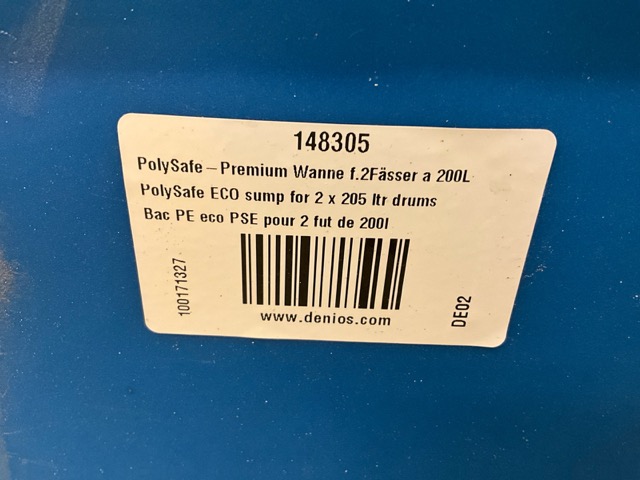 148305
PolySafe – Premium Wanne f.2Fässer a 200L
PolySafe ECO sump for 2 x 205 ltr drums
Bac PE eco PSE pour 2 fut de 200l
100171327
www.denios.com
DE02